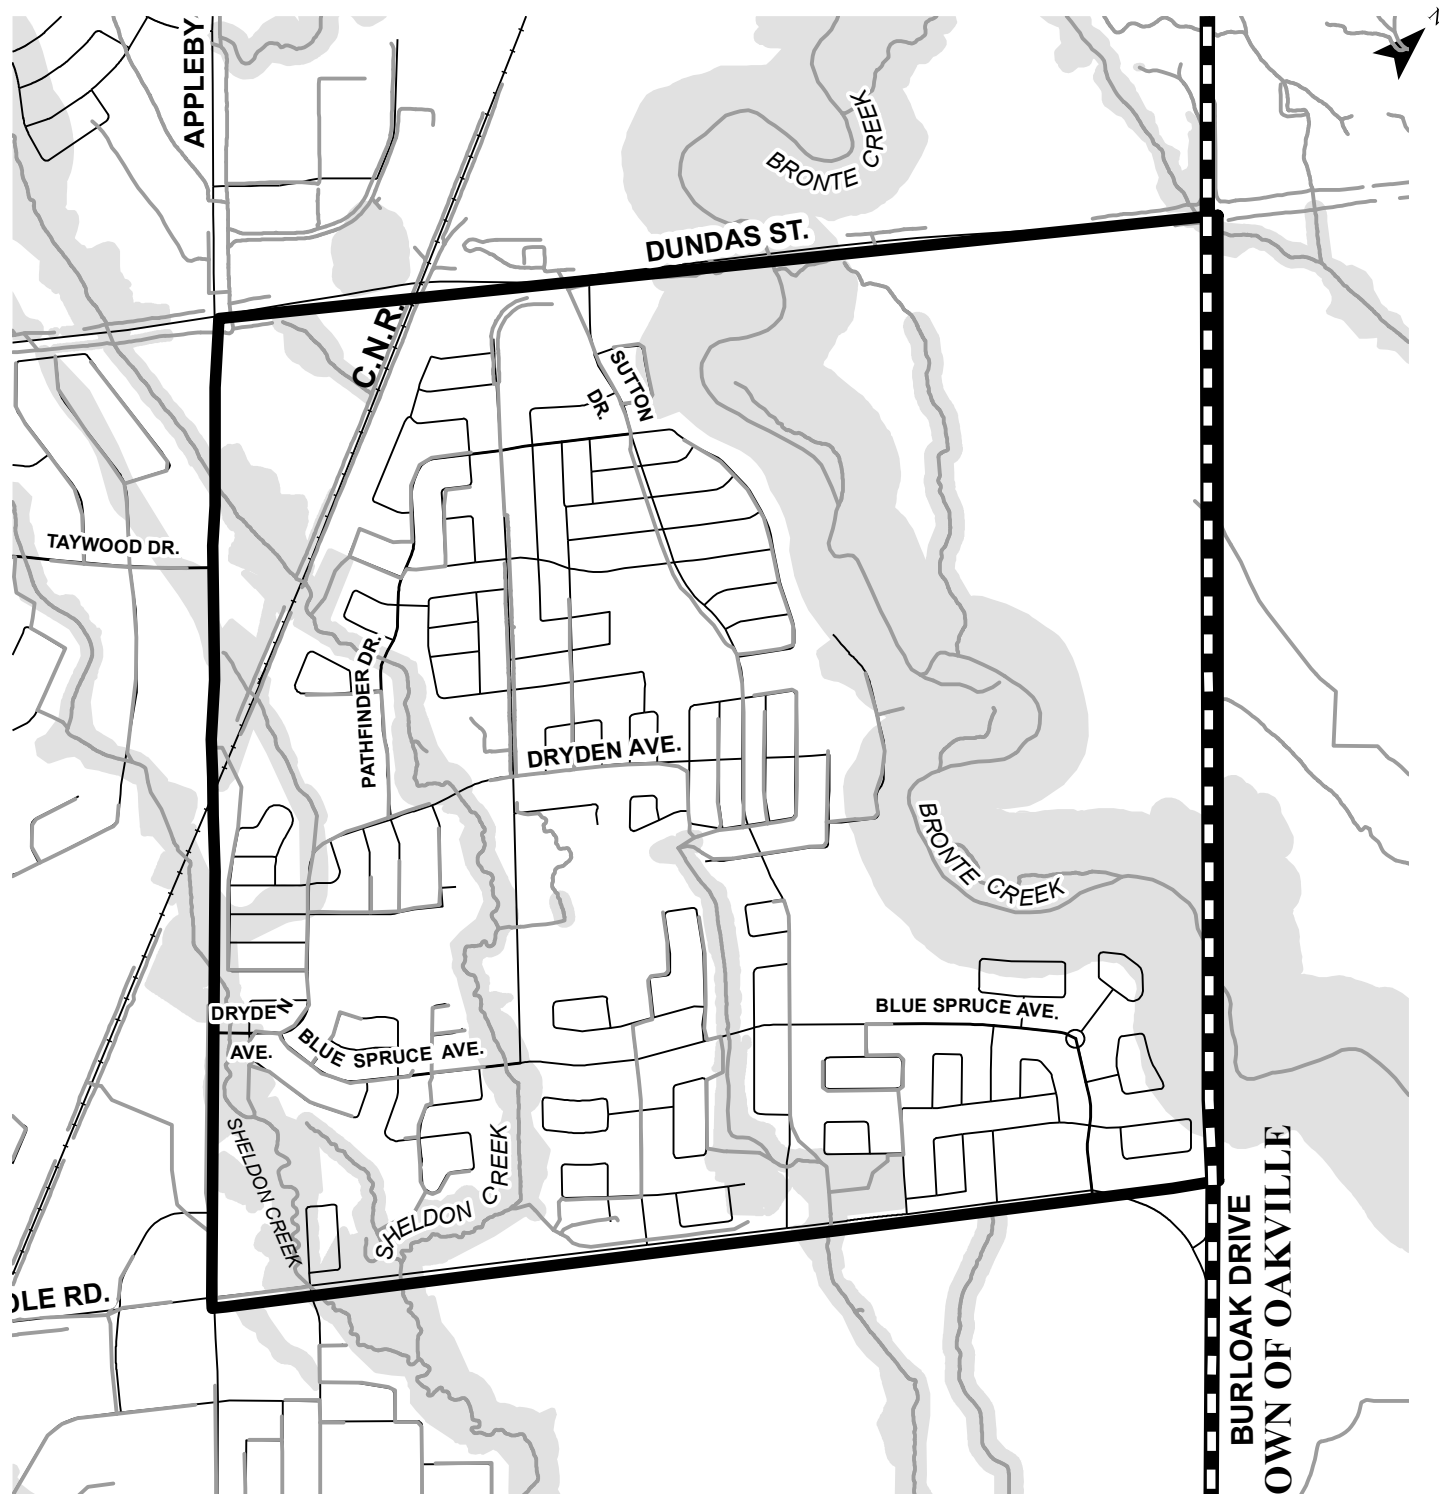 N
APPLEBY
BRONTE CREEK
DUNDAS ST.
C.N.R.
SUTTON
DR.
TAYWOOD DR.
PATHFINDER DR.
DRYDEN AVE.
BRONTE CREEK
DRYDEN
AVE.
BLUE SPRUCE AVE.
BLUE SPRUCE AVE.
SHELDON CREEK
SHELDON CREEK
DLE RD.
BURLOAK DRIVE
OWN OF OAKVILLE